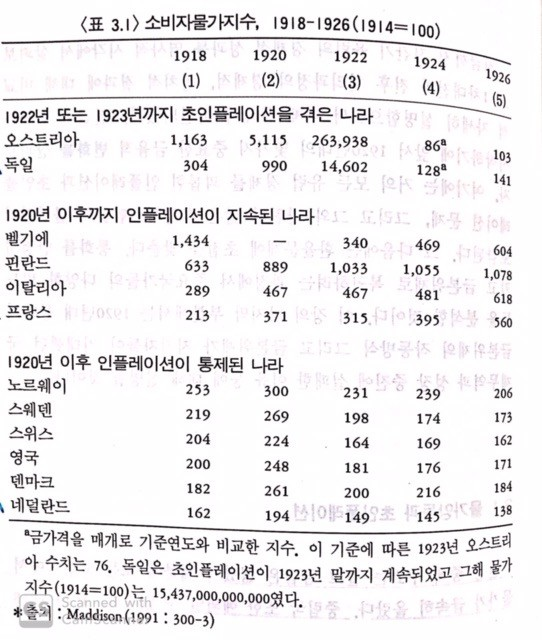 〈표 3.1〉 소비자물가지수, 1918-1926(1914=100)
1918 1920 1922 1924 1926
(1) (2) (3) (4) (5)
1922년 또는 1923년까지 초인플레이션을 겪은 나라
오스트리아 1,163 5,115 263,938 86ª 103
독일 304 990 14,602 128ª 141
1920년 이후까지 인플레이션이 지속된 나라
벨기에 1,434 — 340 469 604
핀란드 633 889 1,033 1,055 1,078
이탈리아 289 467 467 481 618
프랑스 213 371 315 395 560
1920년 이후 인플레이션이 통제된 나라
노르웨이 253 300 231 239 206
스웨덴 219 269 198 174 173
스위스 204 224 164 169 162
영국 200 248 181 176 171
덴마크 182 261 200 216 184
네덜란드 162 194 149 145 138
ª금가격을 매개로 기준연도와 비교한 지수. 이 기준에 따른 1923년 오스트리
아 수치는 76. 독일은 초인플레이션이 1923년 말까지 계속되었고 그해 물가
지수(1914=100)는 15,437,000,000,000였다.
*출처: Maddison(1991: 300-3)
CS Scanned with
CamScanner